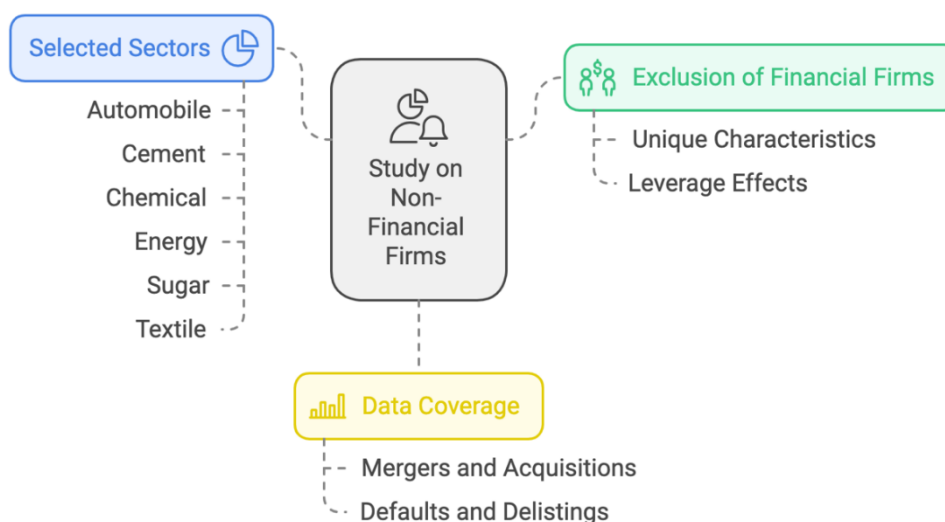 Selected Sectors
Automobile
Cement
Chemical
Energy
Sugar
Textile
$
Study on
Non-
Financial
Firms
Exclusion of Financial Firms
Unique Characteristics
Leverage Effects
Data Coverage
Mergers and Acquisitions
Defaults and Delistings